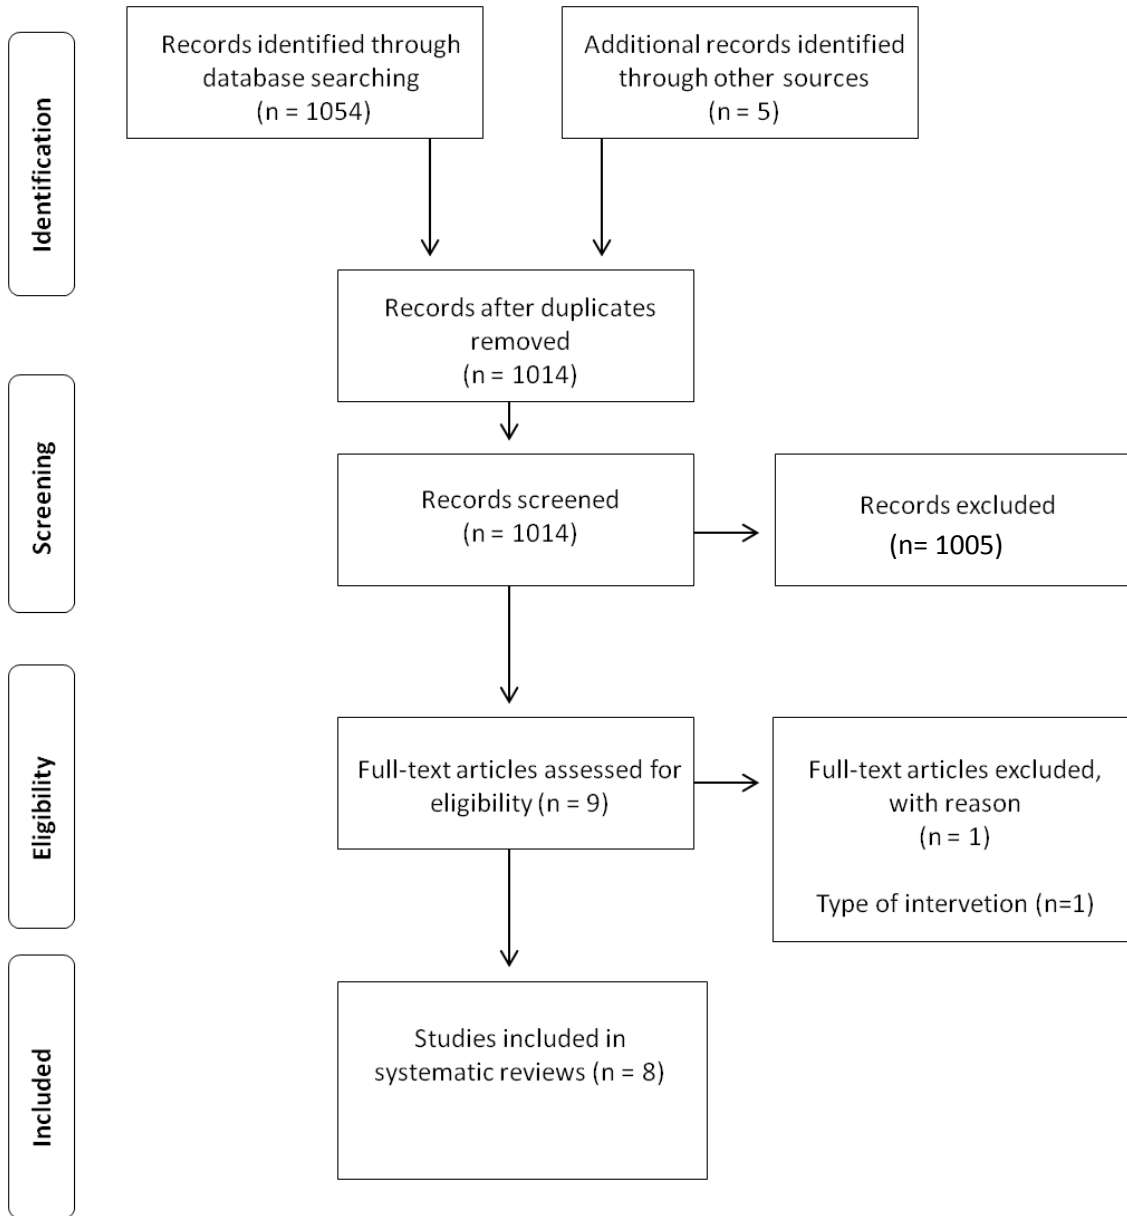 Identification
Records identified through
database searching
(n = 1054)
Additional records identified
through other sources
(n = 5)
Records after duplicates
removed
(n = 1014)
Screening
Records screened
(n = 1014)
Records excluded
(n= 1005)
Eligibility
Full-text articles assessed for
eligibility (n = 9)
Full-text articles excluded,
with reason
(n = 1)
Type of intervetion (n=1)
Included
Studies included in
systematic reviews (n = 8)